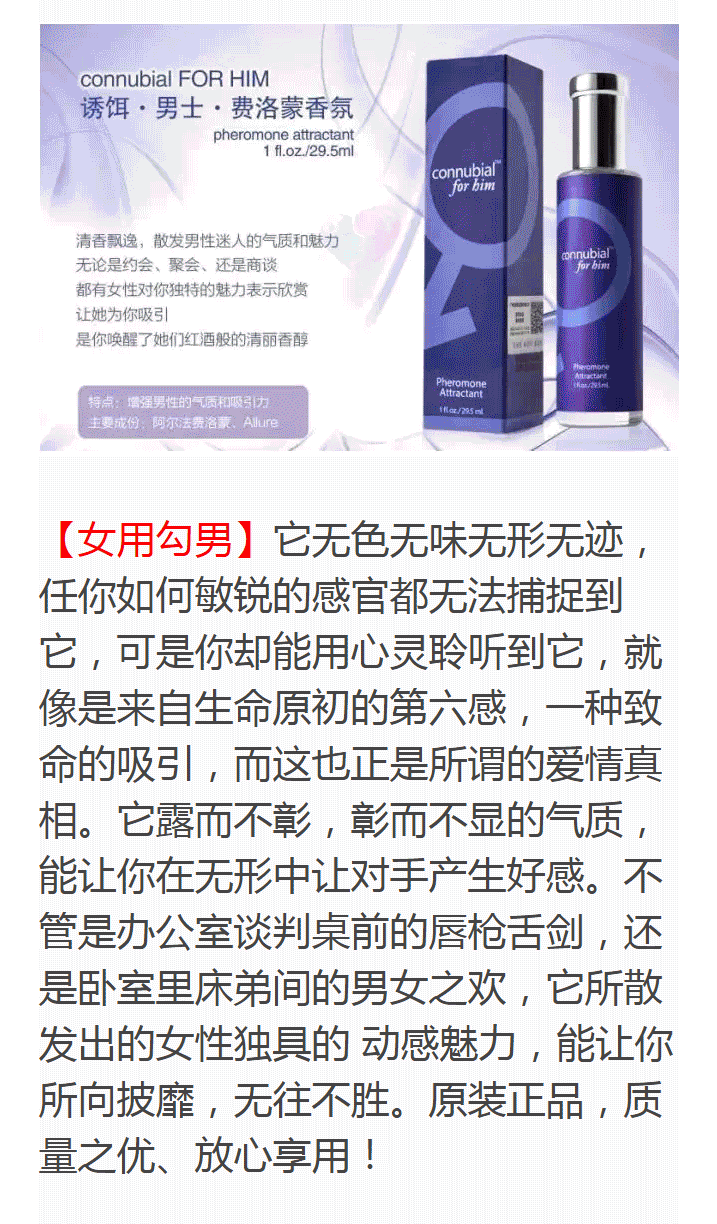 connubial FOR HIM
诱饵·男士·费洛蒙香氛
pheromone attractant
1 fl.oz./29.5ml
清香飘逸，散发男性迷人的气质和魅力
无论是约会、聚会、还是商谈
都有女性对你独特的魅力表示欣赏
让她为你吸引
是你唤醒了她们红酒般的清丽香醇
特点：增强男性的气质和吸引力
主要成份：阿尔法费洛蒙、Allure
connubial™
for him
Pheromone
Attractant
1 fl.oz./29.5 ml
connubial
for him
Pheromone
Attractant
1 fl.oz./29.5ml
【女用勾男】它无色无味无形无迹，
任你如何敏锐的感官都无法捕捉到
它，可是你却能用心灵聆听到它，就
像是来自生命原初的第六感，一种致
命的吸引，而这也正是所谓的爱情真
相。它露而不彰，彰而不显的气质，
能让你在无形中让对手产生好感。不
管是办公室谈判桌前的唇枪舌剑，还
是卧室里床弟间的男女之欢，它所散
发出的女性独具的 动感魅力，能让你
所向披靡，无往不胜。原装正品，质
量之优、放心享用！